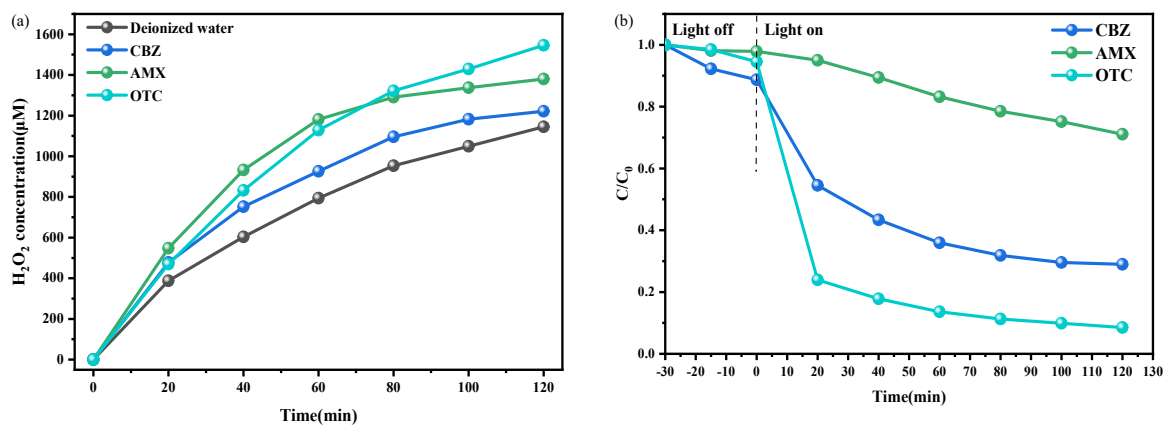 (a)
Deionized water
CBZ
AMX
OTC
H₂O₂ concentration(μM)
1600
1400
1200
1000
800
600
400
200
0
0 20 40 60 80 100 120
Time(min)
(b)
Light off Light on
CBZ
AMX
OTC
C/C₀
1.0
0.8
0.6
0.4
0.2
0.0
-30 -20 -10 0 10 20 30 40 50 60 70 80 90 100 110 120 130
Time(min)